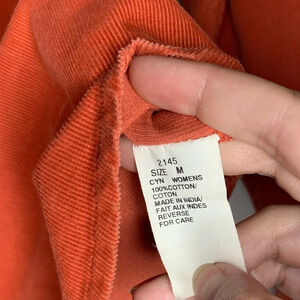 2145
SIZE M
CYN WOMENS
100%COTTON/
COTON
MADE IN INDIA/
FAIT AUX INDES
REVERSE
FOR CARE